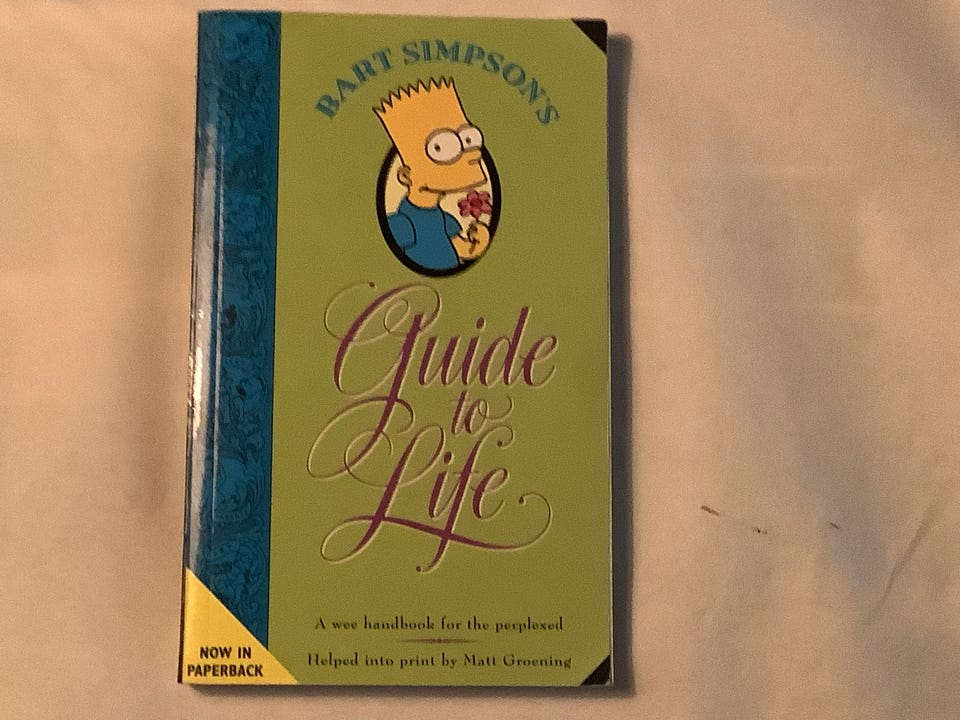 BART SIMPSON'S
Guide
to
Life
A wee handbook for the perplexed
Helped into print by Matt Groening
NOW IN
PAPERBACK